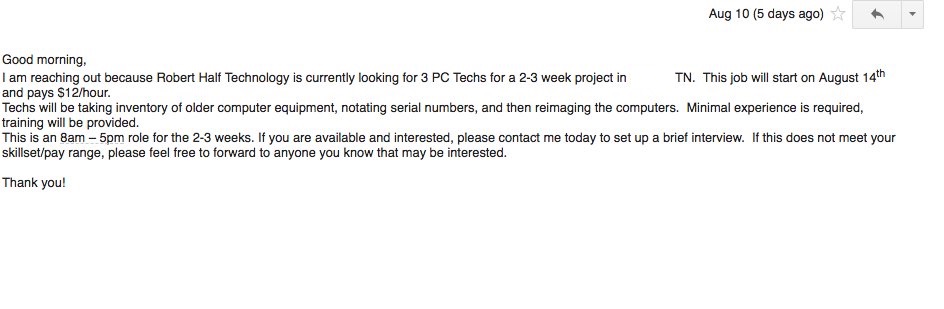 Aug 10 (5 days ago)
Good morning,
I am reaching out because Robert Half Technology is currently looking for 3 PC Techs for a 2-3 week project in TN. This job will start on August 14th
and pays $12/hour.
Techs will be taking inventory of older computer equipment, notating serial numbers, and then reimaging the computers. Minimal experience is required,
training will be provided.
This is an 8am – 5pm role for the 2-3 weeks. If you are available and interested, please contact me today to set up a brief interview. If this does not meet your
skillset/pay range, please feel free to forward to anyone you know that may be interested.
Thank you!